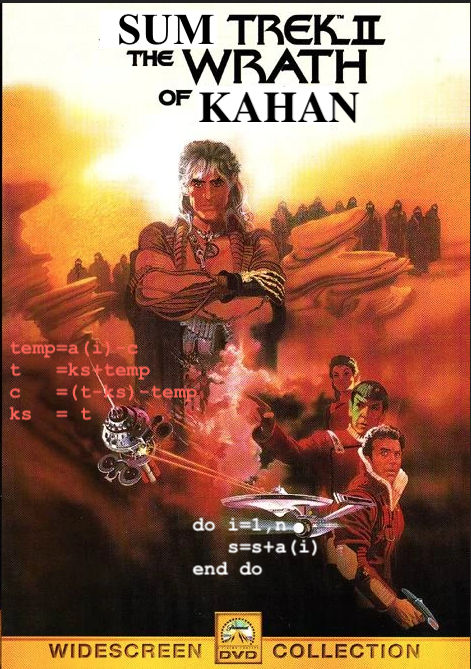 SUM TREK™ II
THE WRATH
OF KAHAN
temp=a(i)-c
t   =ks+temp
c   =(t-ks)-temp
ks  = t
do i=1,n
   s=s+a(i)
end do
WIDESCREEN DVD COLLECTION